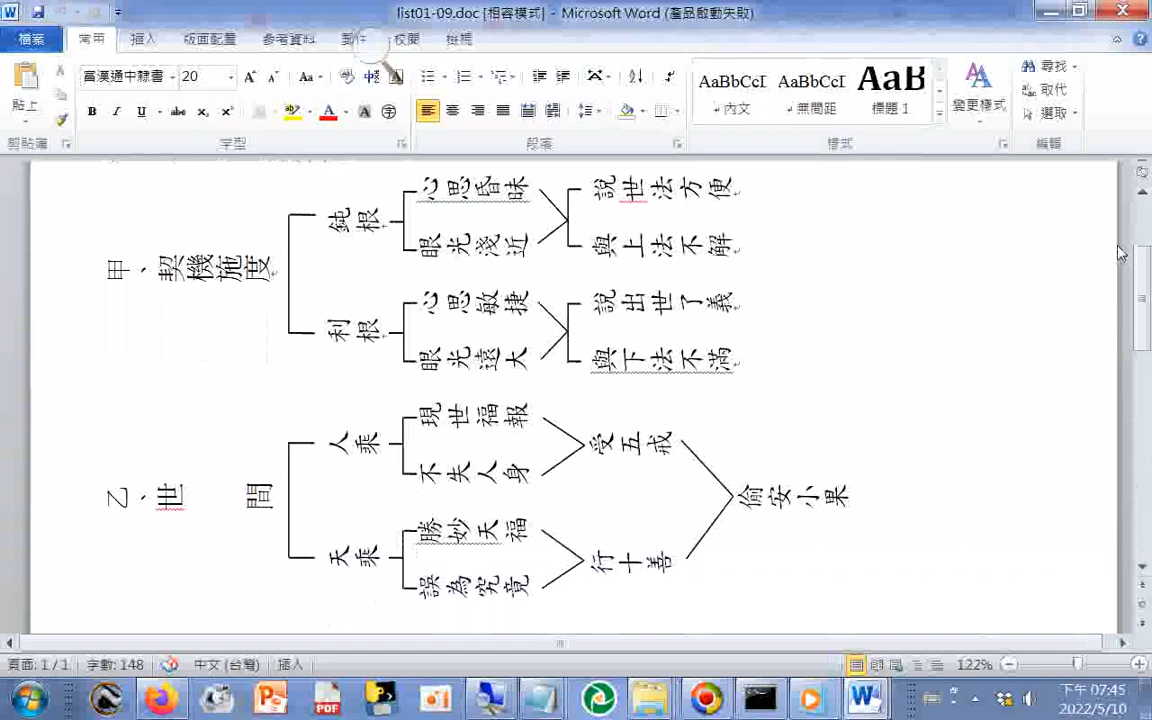 list01-09.doc [相容模式] - Microsoft Word (產品啟動失敗)
檔案 常用 插入 版面配置 參考資料 郵件 校閱 檢視
富漢通中隸書 20
AaBbCcI AaBbCcI AaB
貼上 內文 無間距 標題 1 變更樣式
尋找
取代
選取
剪貼簿 字型 段落 樣式 編輯
心思昏昧 說世法方便
鈍根
眼光淺近 與上法不解
甲、契機施度
心思敏捷 說出世了義
利根
眼光遠大 與下法不滿
現世福報
人乘 受五戒
不失人身
乙、世 間 偷安小果
勝妙天福
天乘 行十善
誤為究竟
頁面: 1 / 1 字數: 148 中文 (台灣) 插入 122%
下午 07:45
2022/5/10